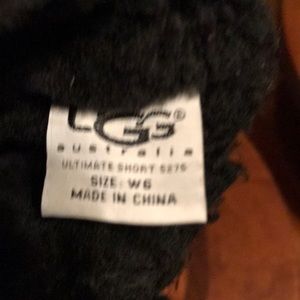 UGG®
australia
ULTIMATE SHORT 5275
SIZE: W6
MADE IN CHINA